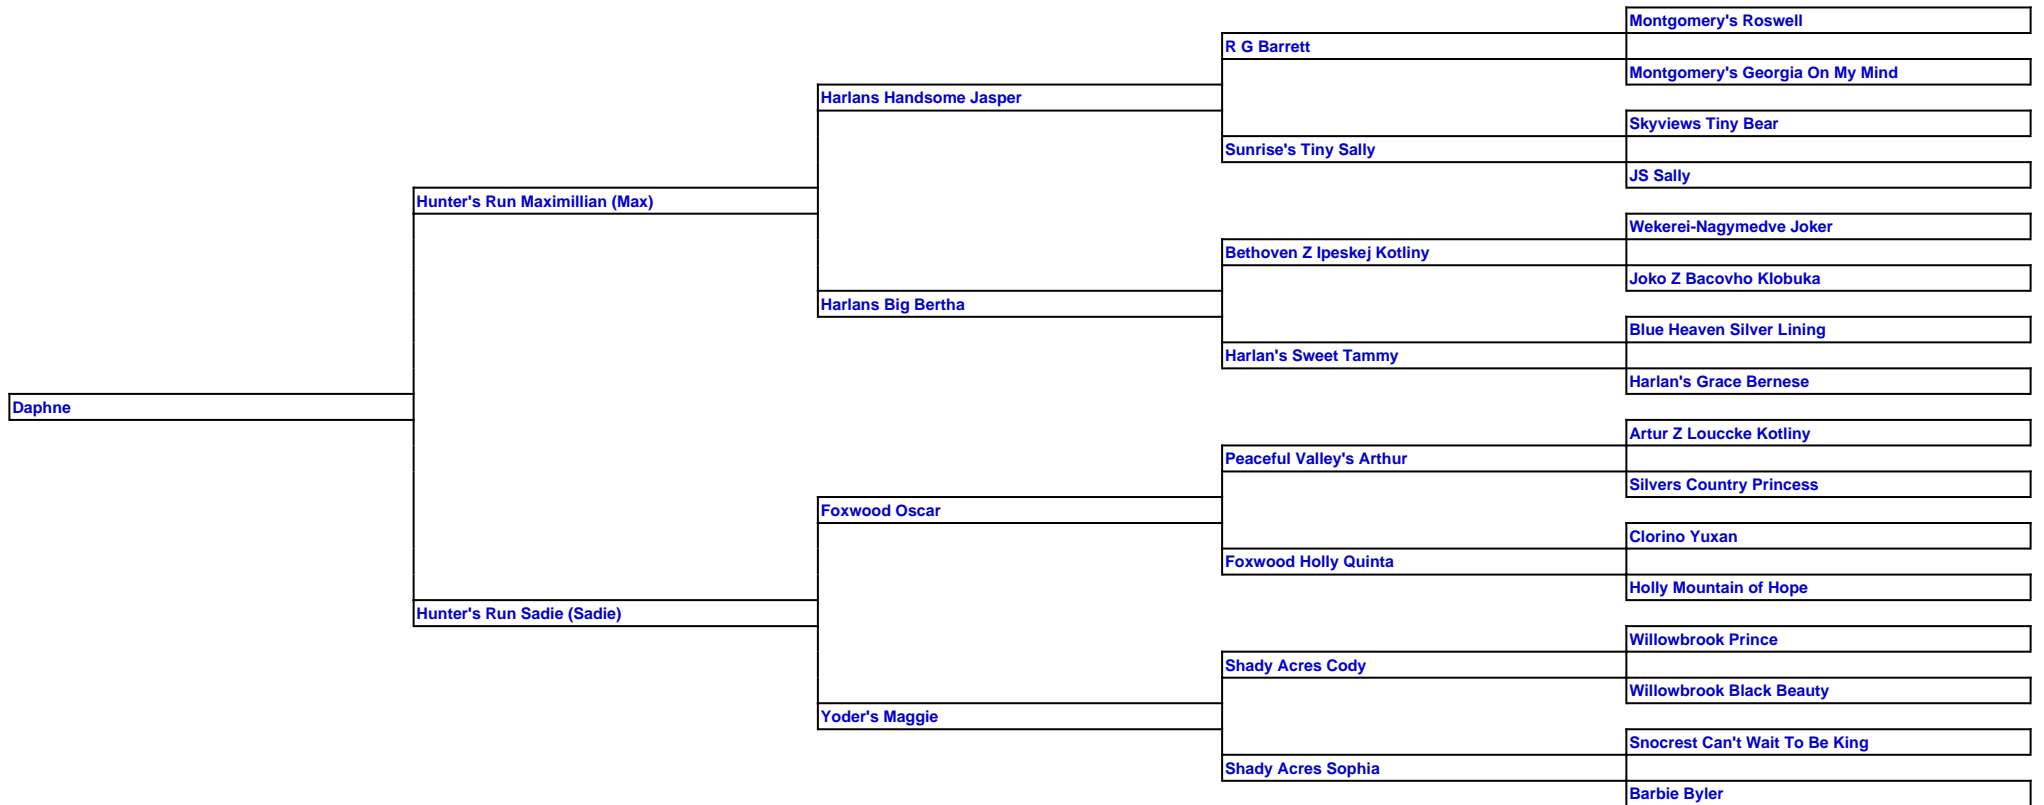 Montgomery's Roswell
R G Barrett
Montgomery's Georgia On My Mind
Harlans Handsome Jasper
Skyviews Tiny Bear
Sunrise's Tiny Sally
JS Sally
Hunter's Run Maximillian (Max)
Wekerei-Nagymedve Joker
Bethoven Z Ipeskej Kotliny
Joko Z Bacovho Klobuka
Harlans Big Bertha
Blue Heaven Silver Lining
Harlan's Sweet Tammy
Harlan's Grace Bernese
Daphne
Artur Z Louccke Kotliny
Peaceful Valley's Arthur
Silvers Country Princess
Foxwood Oscar
Clorino Yuxan
Foxwood Holly Quinta
Holly Mountain of Hope
Hunter's Run Sadie (Sadie)
Willowbrook Prince
Shady Acres Cody
Willowbrook Black Beauty
Yoder's Maggie
Snocrest Can't Wait To Be King
Shady Acres Sophia
Barbie Byler